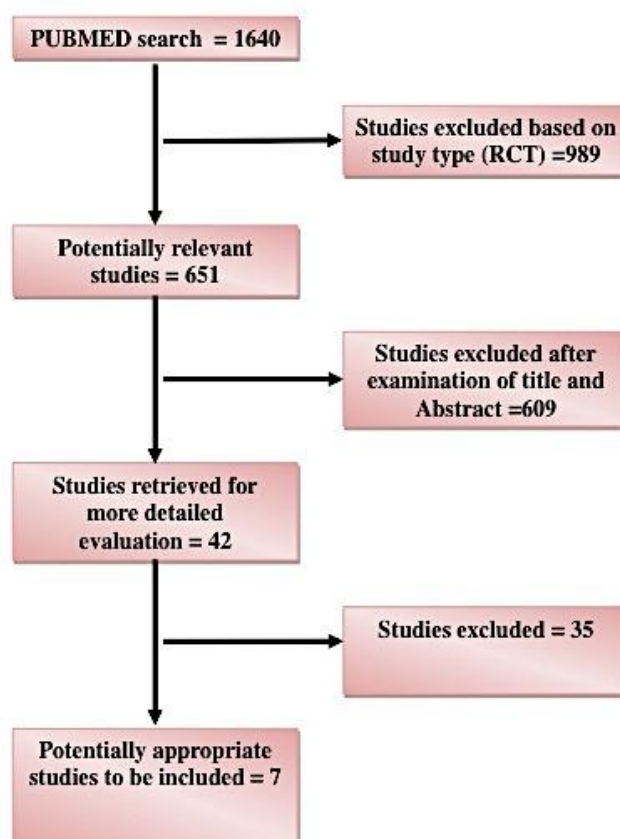 PUBMED search = 1640
Studies excluded based on
study type (RCT) =989
Potentially relevant
studies = 651
Studies excluded after
examination of title and
Abstract =609
Studies retrieved for
more detailed
evaluation = 42
Studies excluded = 35
Potentially appropriate
studies to be included = 7